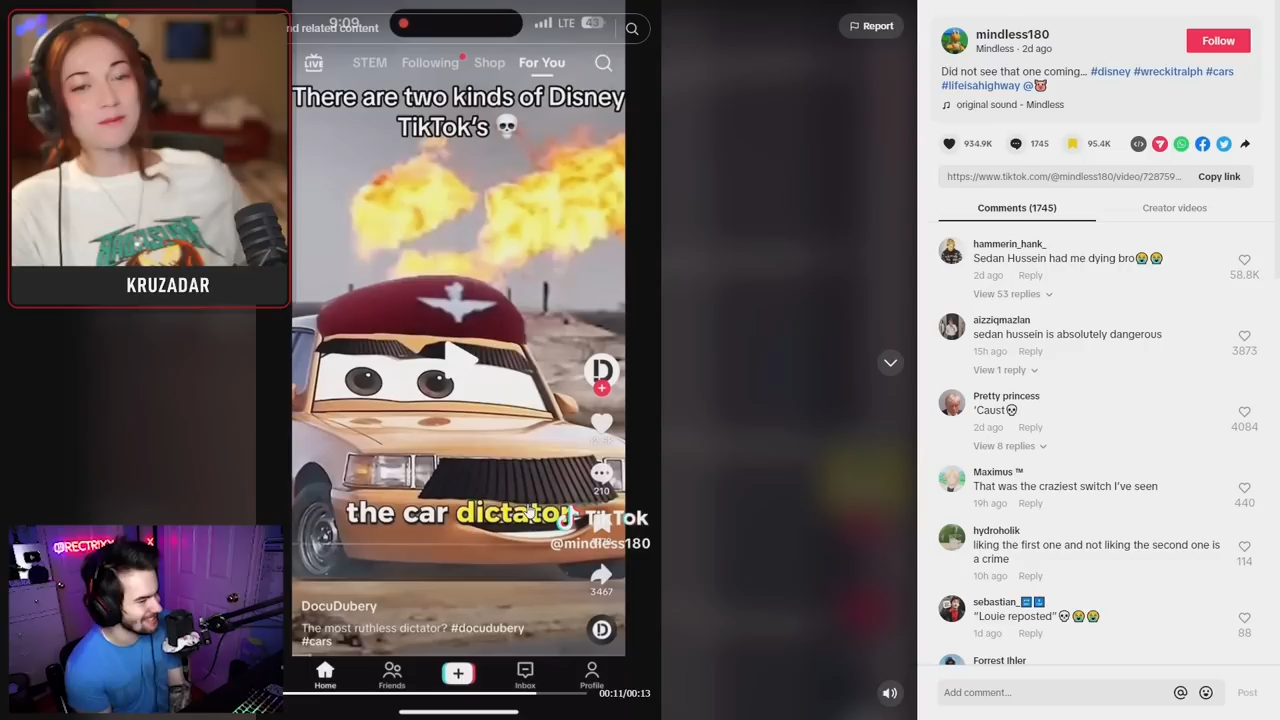 9:09
nd related content
LTE
43
LIVE
STEM
Following
Shop
For You
There are two kinds of Disney
TikTok's 💀
KRUZADAR
the car dictator
TikTok
@mindless180
210
3467
DocuDubery
The most ruthless dictator? #docudubery
#cars
Home
Friends
Inbox
Profile
00:11/00:13
Report
mindless180
Mindless · 2d ago
Follow
Did not see that one coming... #disney #wreckitralph #cars
#lifeisahighway @🐷
original sound - Mindless
934.9K
1745
95.4K
https://www.tiktok.com/@mindless180/video/728759...
Copy link
Comments (1745)
Creator videos
hammerin_hank_
Sedan Hussein had me dying bro😭😭
2d ago Reply
58.8K
View 53 replies
aizziqmazlan
sedan hussein is absolutely dangerous
15h ago Reply
3873
View 1 reply
Pretty princess
'Caust💀
2d ago Reply
4084
View 8 replies
Maximus ™
That was the craziest switch I've seen
19h ago Reply
440
hydroholik
liking the first one and not liking the second one is
a crime
10h ago Reply
114
sebastian_
"Louie reposted"💀😭😭
1d ago Reply
88
Forrest Ihler
Add comment...
Post